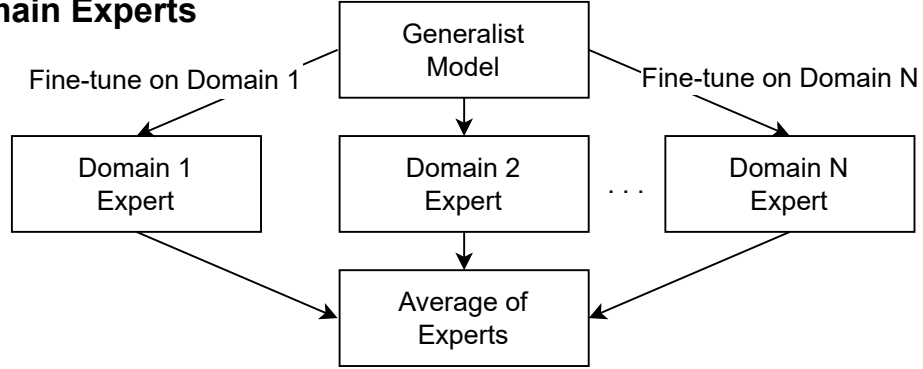 Experts
Generalist
Model
Fine-tune on Domain 1
Fine-tune on Domain N
Domain 1
Expert
Domain 2
Expert
. . .
Domain N
Expert
Average of
Experts